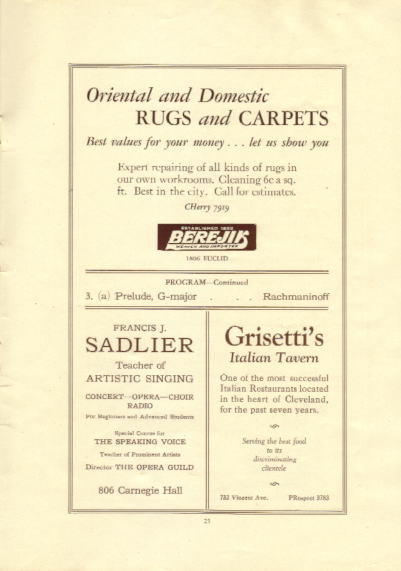 Oriental and Domestic
RUGS and CARPETS
Best values for your money . . . let us show you
Expert repairing of all kinds of rugs in
our own workrooms. Cleaning 6c a sq.
ft. Best in the city. Call for estimates.
CHerry 7919
ESTABLISHED
BEREJIK
WEAVER AND IMPORTER
1806 EUCLID
PROGRAM—Continued
3. (a) Prelude, G-major . . . Rachmaninoff
FRANCIS J.
SADLIER
Teacher of
ARTISTIC SINGING
CONCERT—OPERA—CHOIR
RADIO
For Beginners and Advanced Students
Special Course for
THE SPEAKING VOICE
Teacher of Prominent Artists
Director THE OPERA GUILD
806 Carnegie Hall
Grisetti's
Italian Tavern
One of the most successful
Italian Restaurants located
in the heart of Cleveland,
for the past seven years.
Serving the best food
to its
discriminating
clientele
732 Vincent Ave. PRospect 3783
21